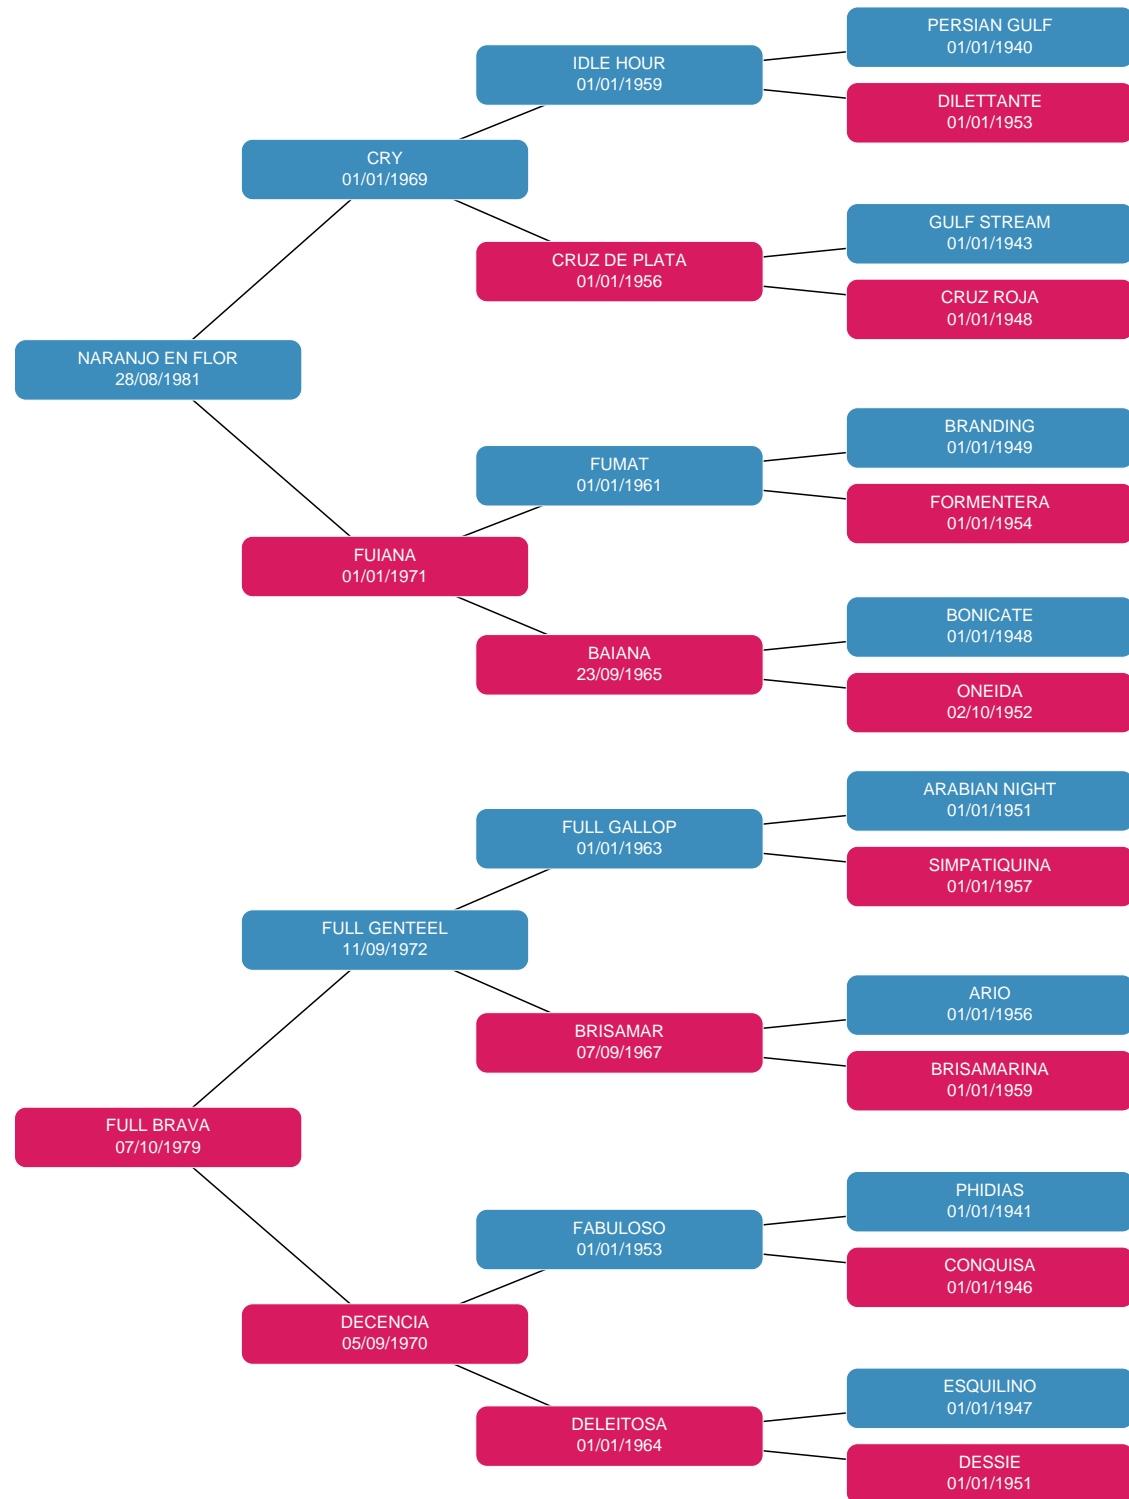 PERSIAN GULF
01/01/1940
IDLE HOUR
01/01/1959
DILETTANTE
01/01/1953
CRY
01/01/1969
GULF STREAM
01/01/1943
CRUZ DE PLATA
01/01/1956
CRUZ ROJA
01/01/1948
NARANJO EN FLOR
28/08/1981
BRANDING
01/01/1949
FUMAT
01/01/1961
FORMENTERA
01/01/1954
FUIANA
01/01/1971
BONICATE
01/01/1948
BAIANA
23/09/1965
ONEIDA
02/10/1952
ARABIAN NIGHT
01/01/1951
FULL GALLOP
01/01/1963
SIMPATIQUINA
01/01/1957
FULL GENTEEL
11/09/1972
ARIO
01/01/1956
BRISAMAR
07/09/1967
BRISAMARINA
01/01/1959
FULL BRAVA
07/10/1979
PHIDIAS
01/01/1941
FABULOSO
01/01/1953
CONQUISA
01/01/1946
DECENCIA
05/09/1970
ESQUILINO
01/01/1947
DELEITOSA
01/01/1964
DESSIE
01/01/1951